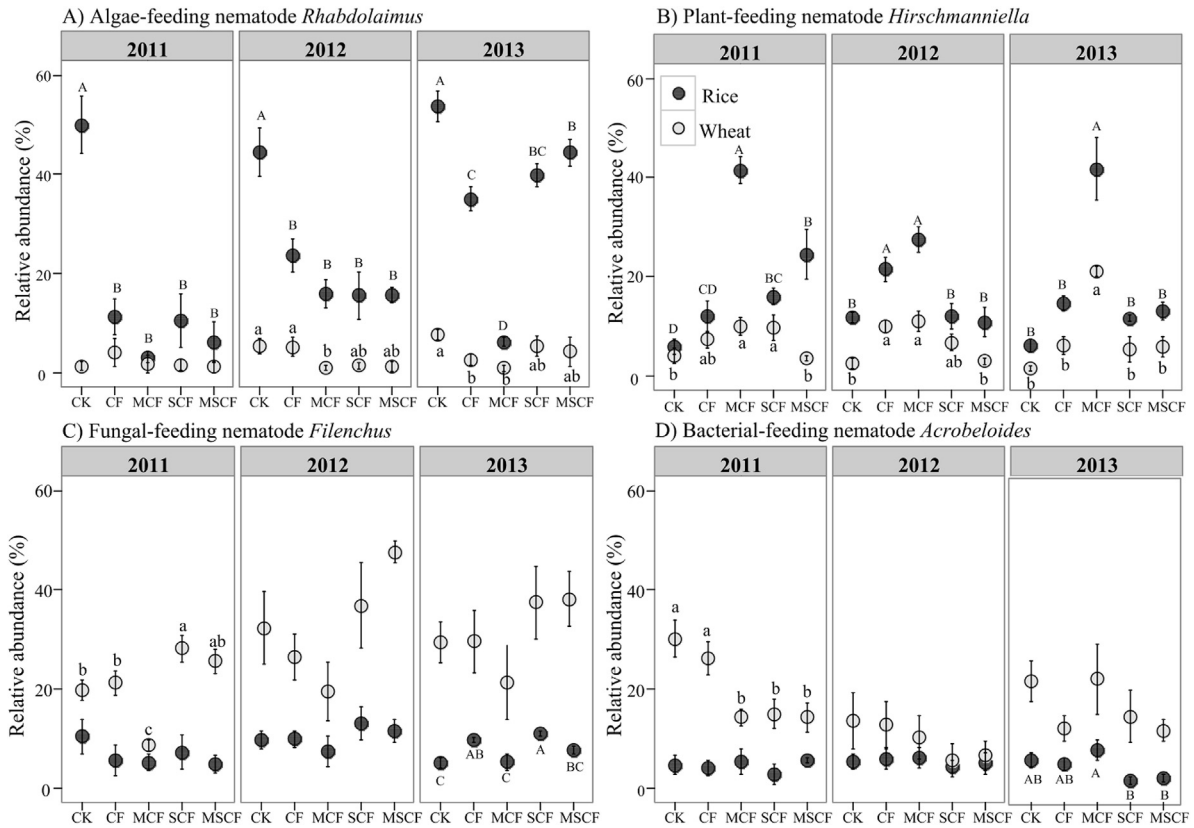 A) Algae-feeding nematode Rhabdolaimus
2011 2012 2013
Relative abundance (%)
60
40
20
0
A B B B B
A B B B B
a a b ab ab
A C D BC B
a b b ab ab
CK CF MCF SCF MSCF CK CF MCF SCF MSCF CK CF MCF SCF MSCF
B) Plant-feeding nematode Hirschmanniella
2011 2012 2013
Rice
Wheat
Relative abundance (%)
60
40
20
0
D CD A BC B
b ab a a b
B A A B B
b a a ab b
B B A B B
b b a b b
CK CF MCF SCF MSCF CK CF MCF SCF MSCF CK CF MCF SCF MSCF
C) Fungal-feeding nematode Filenchus
2011 2012 2013
Relative abundance (%)
60
40
20
0
b b c a ab
C AB C A BC
CK CF MCF SCF MSCF CK CF MCF SCF MSCF CK CF MCF SCF MSCF
D) Bacterial-feeding nematode Acrobeloides
2011 2012 2013
Relative abundance (%)
60
40
20
0
a a b b b
AB AB A B B
CK CF MCF SCF MSCF CK CF MCF SCF MSCF CK CF MCF SCF MSCF